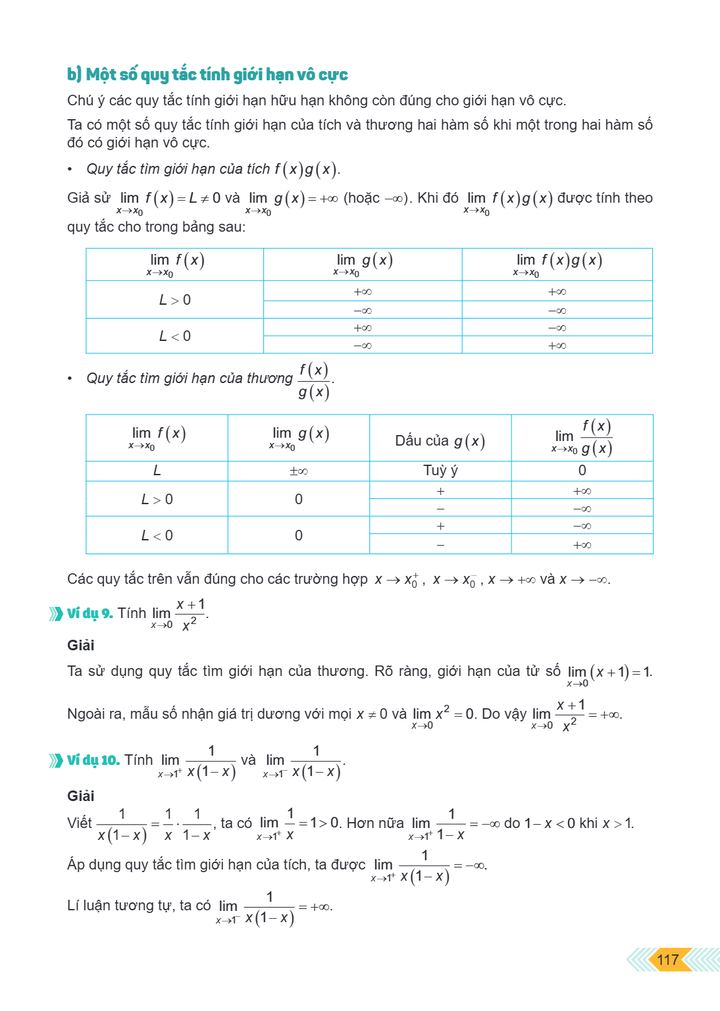 b) Một số quy tắc tính giới hạn vô cực
Chú ý các quy tắc tính giới hạn hữu hạn không còn đúng cho giới hạn vô cực.
Ta có một số quy tắc tính giới hạn của tích và thương hai hàm số khi một trong hai hàm số
đó có giới hạn vô cực.
• Quy tắc tìm giới hạn của tích f(x)g(x).
Giả sử lim_{x→x₀} f(x) = L ≠ 0 và lim_{x→x₀} g(x) = +∞ (hoặc −∞). Khi đó lim_{x→x₀} f(x)g(x) được tính theo
quy tắc cho trong bảng sau:
lim_{x→x₀} f(x) lim_{x→x₀} g(x) lim_{x→x₀} f(x)g(x)
L > 0 +∞ +∞
−∞ −∞
L < 0 +∞ −∞
−∞ +∞
• Quy tắc tìm giới hạn của thương f(x)/g(x).
lim_{x→x₀} f(x) lim_{x→x₀} g(x) Dấu của g(x) lim_{x→x₀} f(x)/g(x)
L ±∞ Tuỳ ý 0
L > 0 0 + +∞
− −∞
L < 0 0 + −∞
− +∞
Các quy tắc trên vẫn đúng cho các trường hợp x → x₀⁺, x → x₀⁻, x → +∞ và x → −∞.
Ví dụ 9. Tính lim_{x→0} (x+1)/x².
Giải
Ta sử dụng quy tắc tìm giới hạn của thương. Rõ ràng, giới hạn của tử số lim_{x→0} (x+1) = 1.
Ngoài ra, mẫu số nhận giá trị dương với mọi x ≠ 0 và lim_{x→0} x² = 0. Do vậy lim_{x→0} (x+1)/x² = +∞.
Ví dụ 10. Tính lim_{x→1⁺} 1/(x(1−x)) và lim_{x→1⁻} 1/(x(1−x)).
Giải
Viết 1/(x(1−x)) = 1/x · 1/(1−x), ta có lim_{x→1⁺} 1/x = 1 > 0. Hơn nữa lim_{x→1⁺} 1/(1−x) = −∞ do 1−x < 0 khi x > 1.
Áp dụng quy tắc tìm giới hạn của tích, ta được lim_{x→1⁺} 1/(x(1−x)) = −∞.
Lí luận tương tự, ta có lim_{x→1⁻} 1/(x(1−x)) = +∞.
117